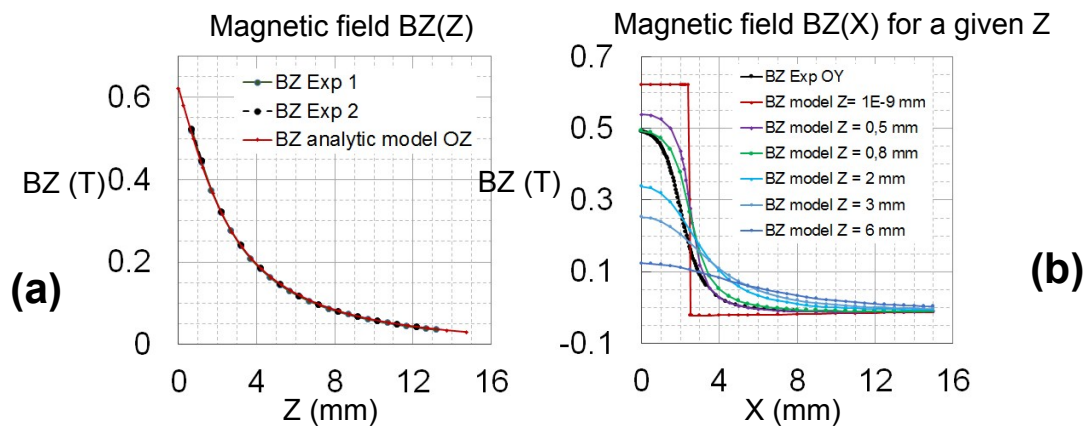 Magnetic field BZ(Z)
(a)
BZ (T)
0.6
0.4
0.2
0
BZ Exp 1
BZ Exp 2
BZ analytic model OZ
0 4 8 12 16
Z (mm)
Magnetic field BZ(X) for a given Z
BZ (T)
0.7
0.5
0.3
0.1
-0.1
BZ Exp OY
BZ model Z= 1E-9 mm
BZ model Z = 0,5 mm
BZ model Z = 0,8 mm
BZ model Z = 2 mm
BZ model Z = 3 mm
BZ model Z = 6 mm
0 4 8 12 16
X (mm)
(b)